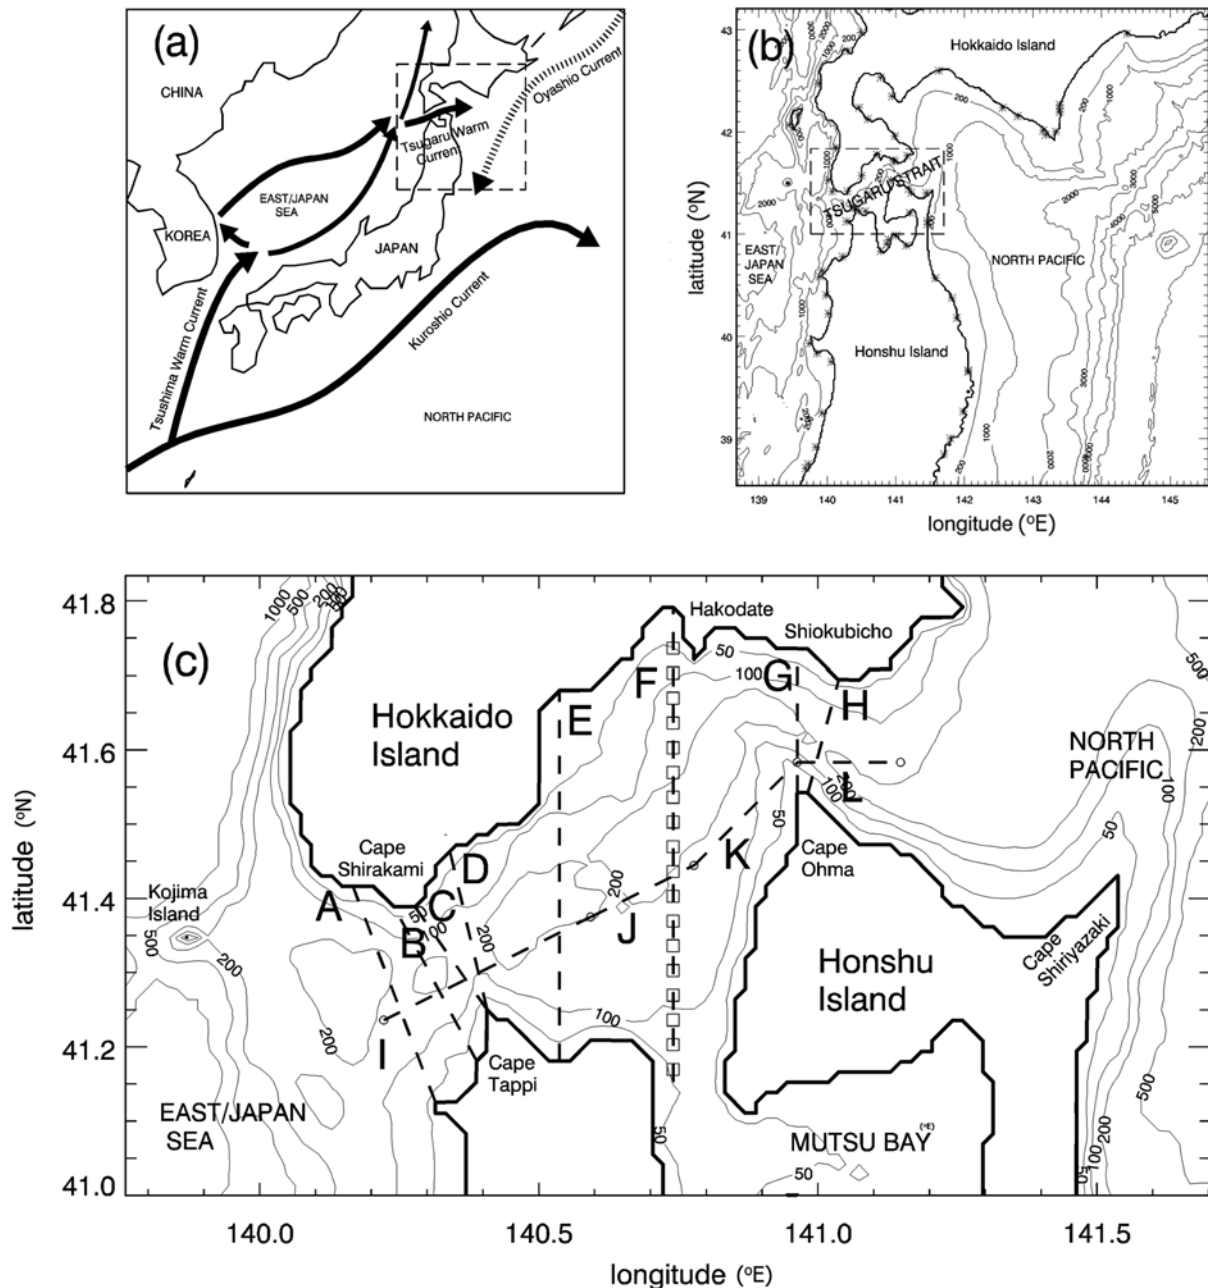 (a)
CHINA
Oyashio Current
Tsugaru Warm
Current
EAST/JAPAN
SEA
KOREA
JAPAN
Tsushima Warm Current
Kuroshio Current
NORTH PACIFIC
(b)
Hokkaido Island
TSUGARU STRAIT
EAST/
JAPAN
SEA
NORTH PACIFIC
Honshu Island
latitude (°N)
43
42
41
40
39
139
140
141
142
143
144
145
longitude (°E)
200
1000
2000
3000
4000
5000
(c)
Hakodate
Shiokubicho
Hokkaido
Island
NORTH
PACIFIC
Cape
Shirakami
Kojima
Island
Cape
Ohma
Honshu
Island
Cape
Shiriyazaki
Cape
Tappi
EAST/JAPAN
SEA
MUTSU BAY
(°E)
A
B
C
D
E
F
G
H
I
J
K
L
1000
500
200
100
50
latitude (°N)
41.8
41.6
41.4
41.2
41.0
140.0
140.5
141.0
141.5
longitude (°E)